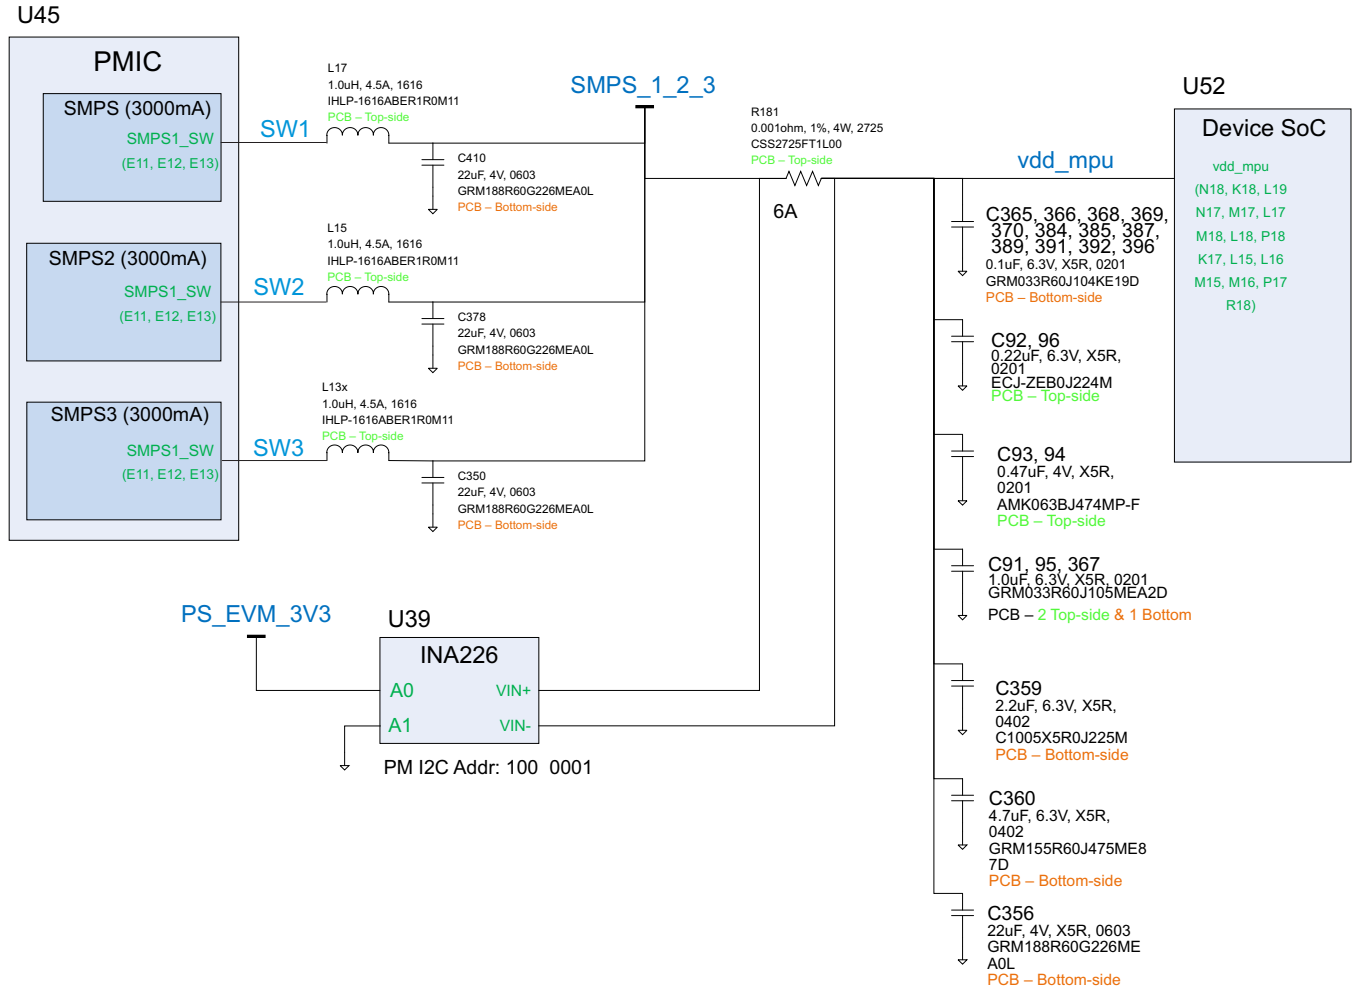 U45
PMIC
SMPS (3000mA)
SMPS1_SW
(E11, E12, E13)
SMPS2 (3000mA)
SMPS1_SW
(E11, E12, E13)
SMPS3 (3000mA)
SMPS1_SW
(E11, E12, E13)
SW1
SW2
SW3
L17
1.0uH, 4.5A, 1616
IHLP-1616ABER1R0M11
PCB – Top-side
C410
22uF, 4V, 0603
GRM188R60G226MEA0L
PCB – Bottom-side
L15
1.0uH, 4.5A, 1616
IHLP-1616ABER1R0M11
PCB – Top-side
C378
22uF, 4V, 0603
GRM188R60G226MEA0L
PCB – Bottom-side
L13x
1.0uH, 4.5A, 1616
IHLP-1616ABER1R0M11
PCB – Top-side
C350
22uF, 4V, 0603
GRM188R60G226MEA0L
PCB – Bottom-side
SMPS_1_2_3
R181
0.001ohm, 1%, 4W, 2725
CSS2725FT1L00
PCB – Top-side
6A
vdd_mpu
U52
Device SoC
vdd_mpu
(N18, K18, L19
N17, M17, L17
M18, L18, P18
K17, L15, L16
M15, M16, P17
R18)
C365, 366, 368, 369,
370, 384, 385, 387,
389, 391, 392, 396
0.1uF, 6.3V, X5R, 0201
GRM033R60J104KE19D
PCB – Bottom-side
C92, 96
0.22uF, 6.3V, X5R,
0201
ECJ-ZEB0J224M
PCB – Top-side
C93, 94
0.47uF, 4V, X5R,
0201
AMK063BJ474MP-F
PCB – Top-side
C91, 95, 367
1.0uF, 6.3V, X5R, 0201
GRM033R60J105MEA2D
PCB – 2 Top-side & 1 Bottom
C359
2.2uF, 6.3V, X5R,
0402
C1005X5R0J225M
PCB – Bottom-side
C360
4.7uF, 6.3V, X5R,
0402
GRM155R60J475ME8
7D
PCB – Bottom-side
C356
22uF, 4V, X5R, 0603
GRM188R60G226ME
A0L
PCB – Bottom-side
PS_EVM_3V3
U39
INA226
A0
VIN+
A1
VIN-
PM I2C Addr: 100 0001